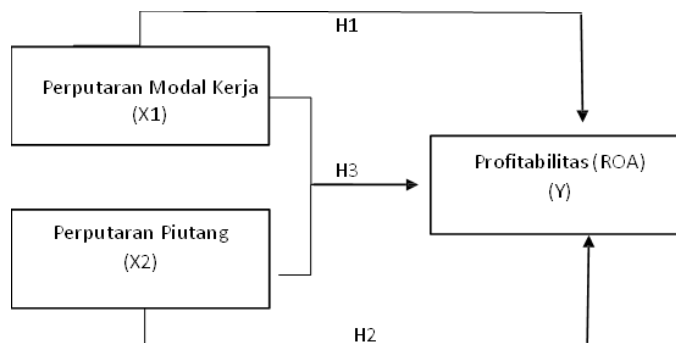 H1
Perputaran Modal Kerja
(X1)
Profitabilitas (ROA)
(Y)
H3
Perputaran Piutang
(X2)
H2